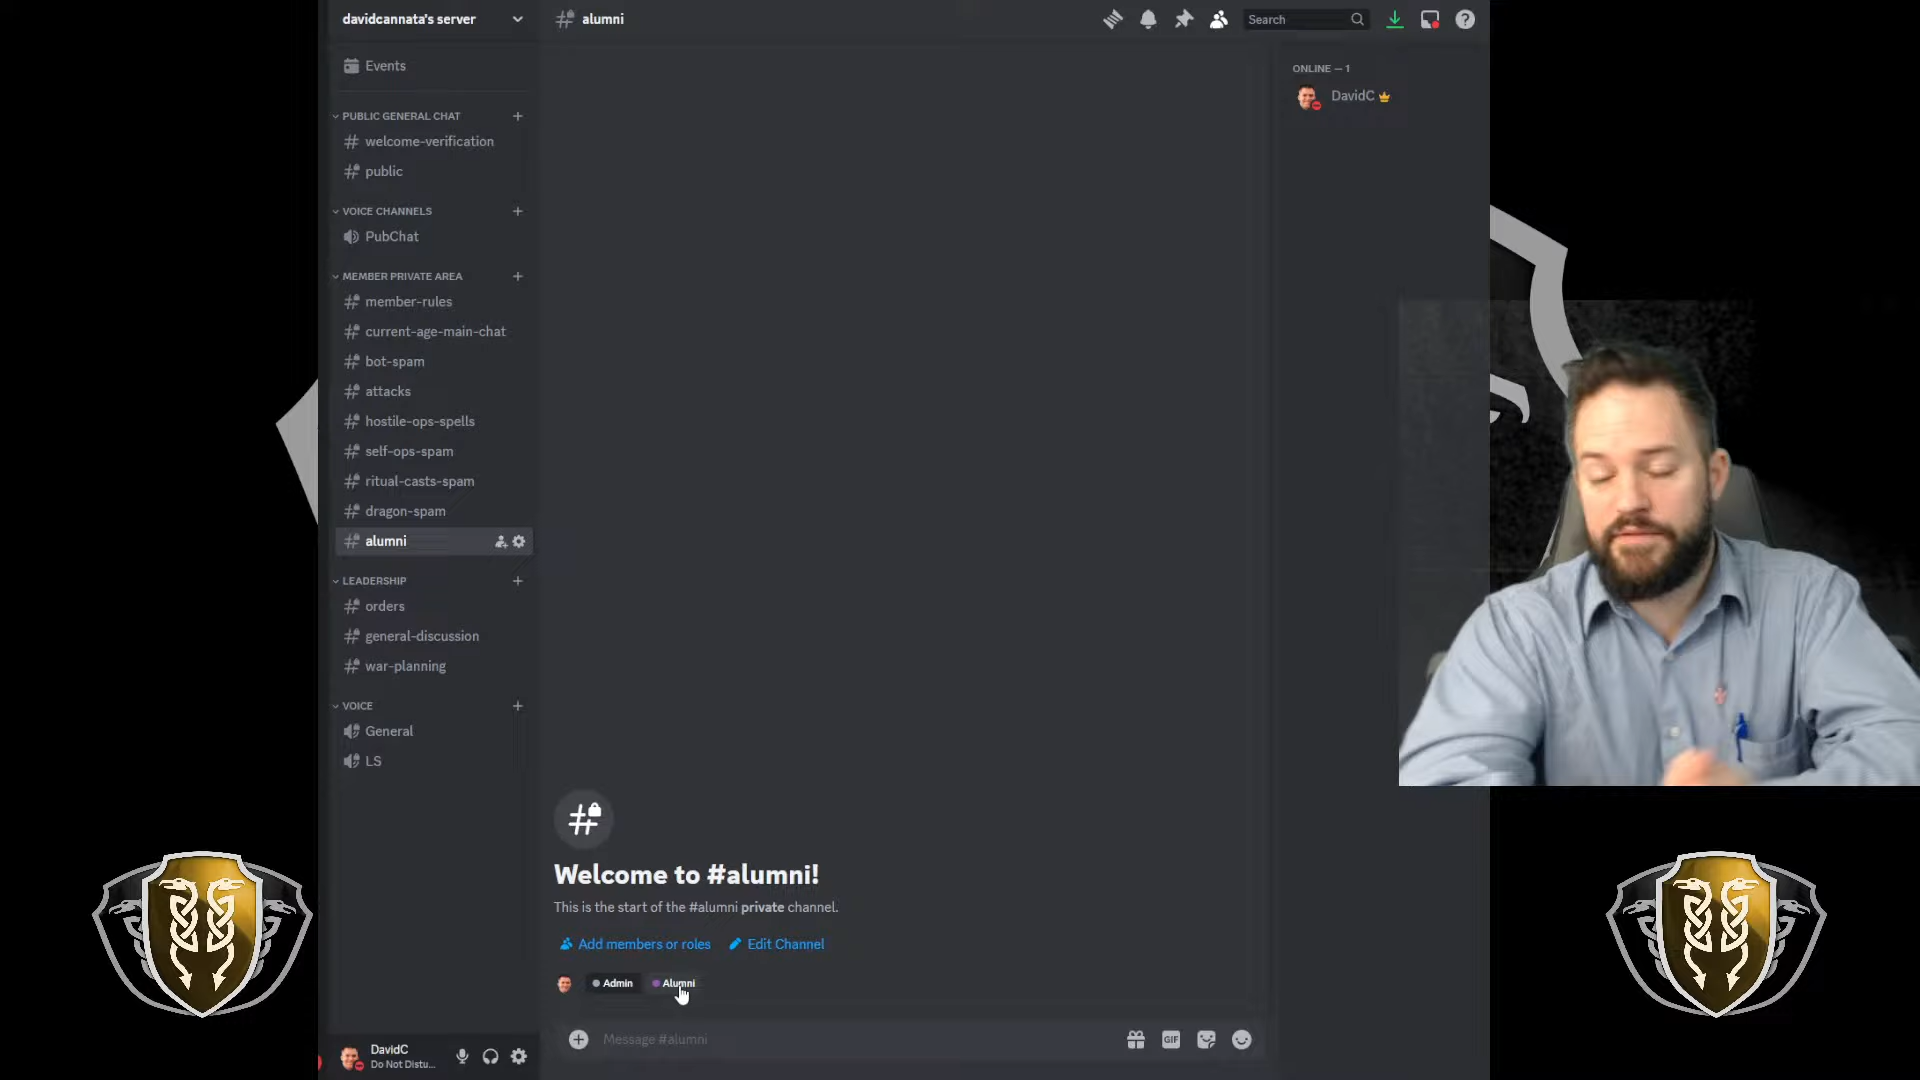 davidcannata's server
Events
PUBLIC GENERAL CHAT
welcome-verification
public
VOICE CHANNELS
PubChat
MEMBER PRIVATE AREA
member-rules
current-age-main-chat
bot-spam
attacks
hostile-ops-spells
self-ops-spam
ritual-casts-spam
dragon-spam
alumni
LEADERSHIP
orders
general-discussion
war-planning
VOICE
General
LS
DavidC
Do Not Distu...
alumni
Search
Welcome to #alumni!
This is the start of the #alumni private channel.
Add members or roles Edit Channel
Admin Alumni
Message #alumni
GIF
ONLINE — 1
DavidC